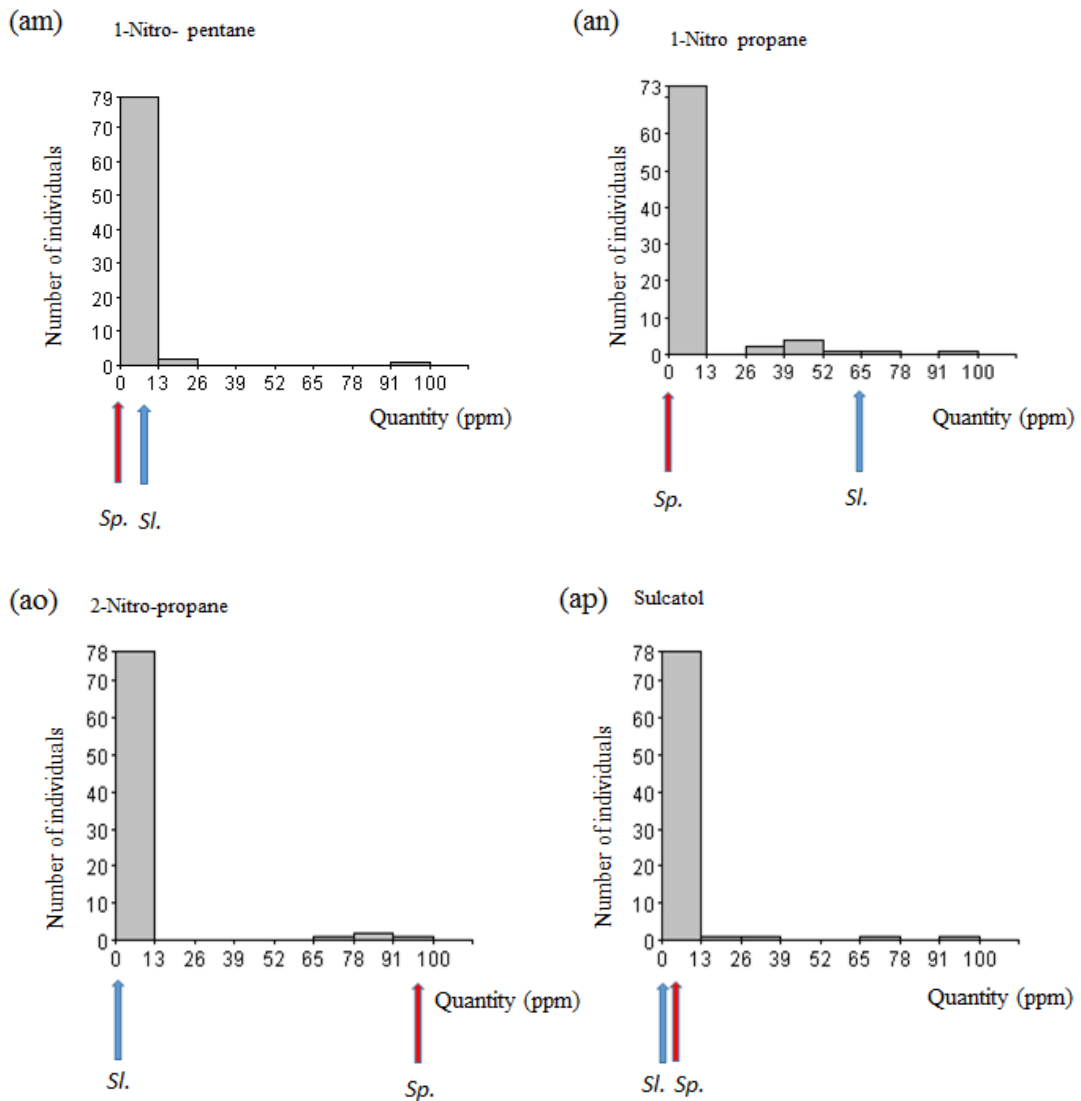 (am)
1-Nitro- pentane
Number of individuals
79
70
60
50
40
30
20
10
0
0 13 26 39 52 65 78 91 100
Quantity (ppm)
Sp. Sl.
(an)
1-Nitro propane
Number of individuals
73
60
50
40
30
20
10
0
0 13 26 39 52 65 78 91 100
Quantity (ppm)
Sp. Sl.
(ao)
2-Nitro-propane
Number of individuals
78
70
60
50
40
30
20
10
0
0 13 26 39 52 65 78 91 100
Quantity (ppm)
Sl. Sp.
(ap)
Sulcatol
Number of individuals
78
70
60
50
40
30
20
10
0
0 13 26 39 52 65 78 91 100
Quantity (ppm)
Sl. Sp.